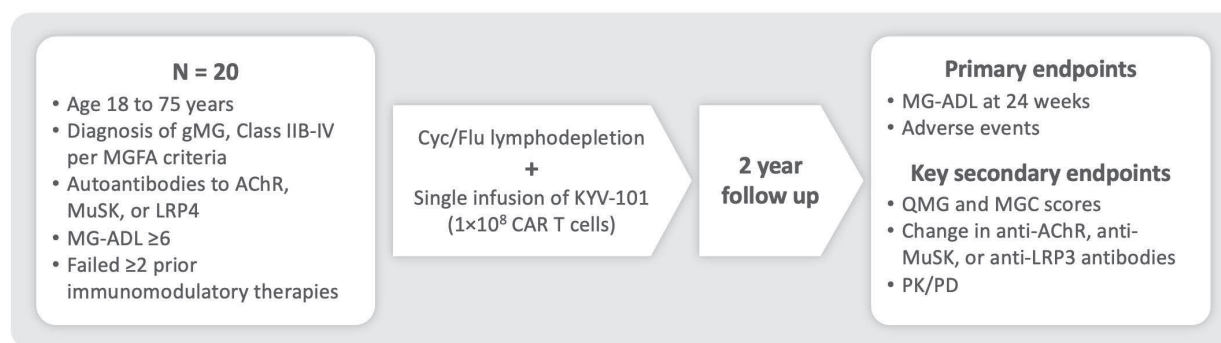 N = 20
• Age 18 to 75 years
• Diagnosis of gMG, Class IIB-IV
per MGFA criteria
• Autoantibodies to AChR,
MuSK, or LRP4
• MG-ADL ≥6
• Failed ≥2 prior
immunomodulatory therapies
Cyc/Flu lymphodepletion
+
Single infusion of KYV-101
(1×10⁸ CAR T cells)
2 year
follow up
Primary endpoints
• MG-ADL at 24 weeks
• Adverse events
Key secondary endpoints
• QMG and MGC scores
• Change in anti-AChR, anti-
MuSK, or anti-LRP3 antibodies
• PK/PD